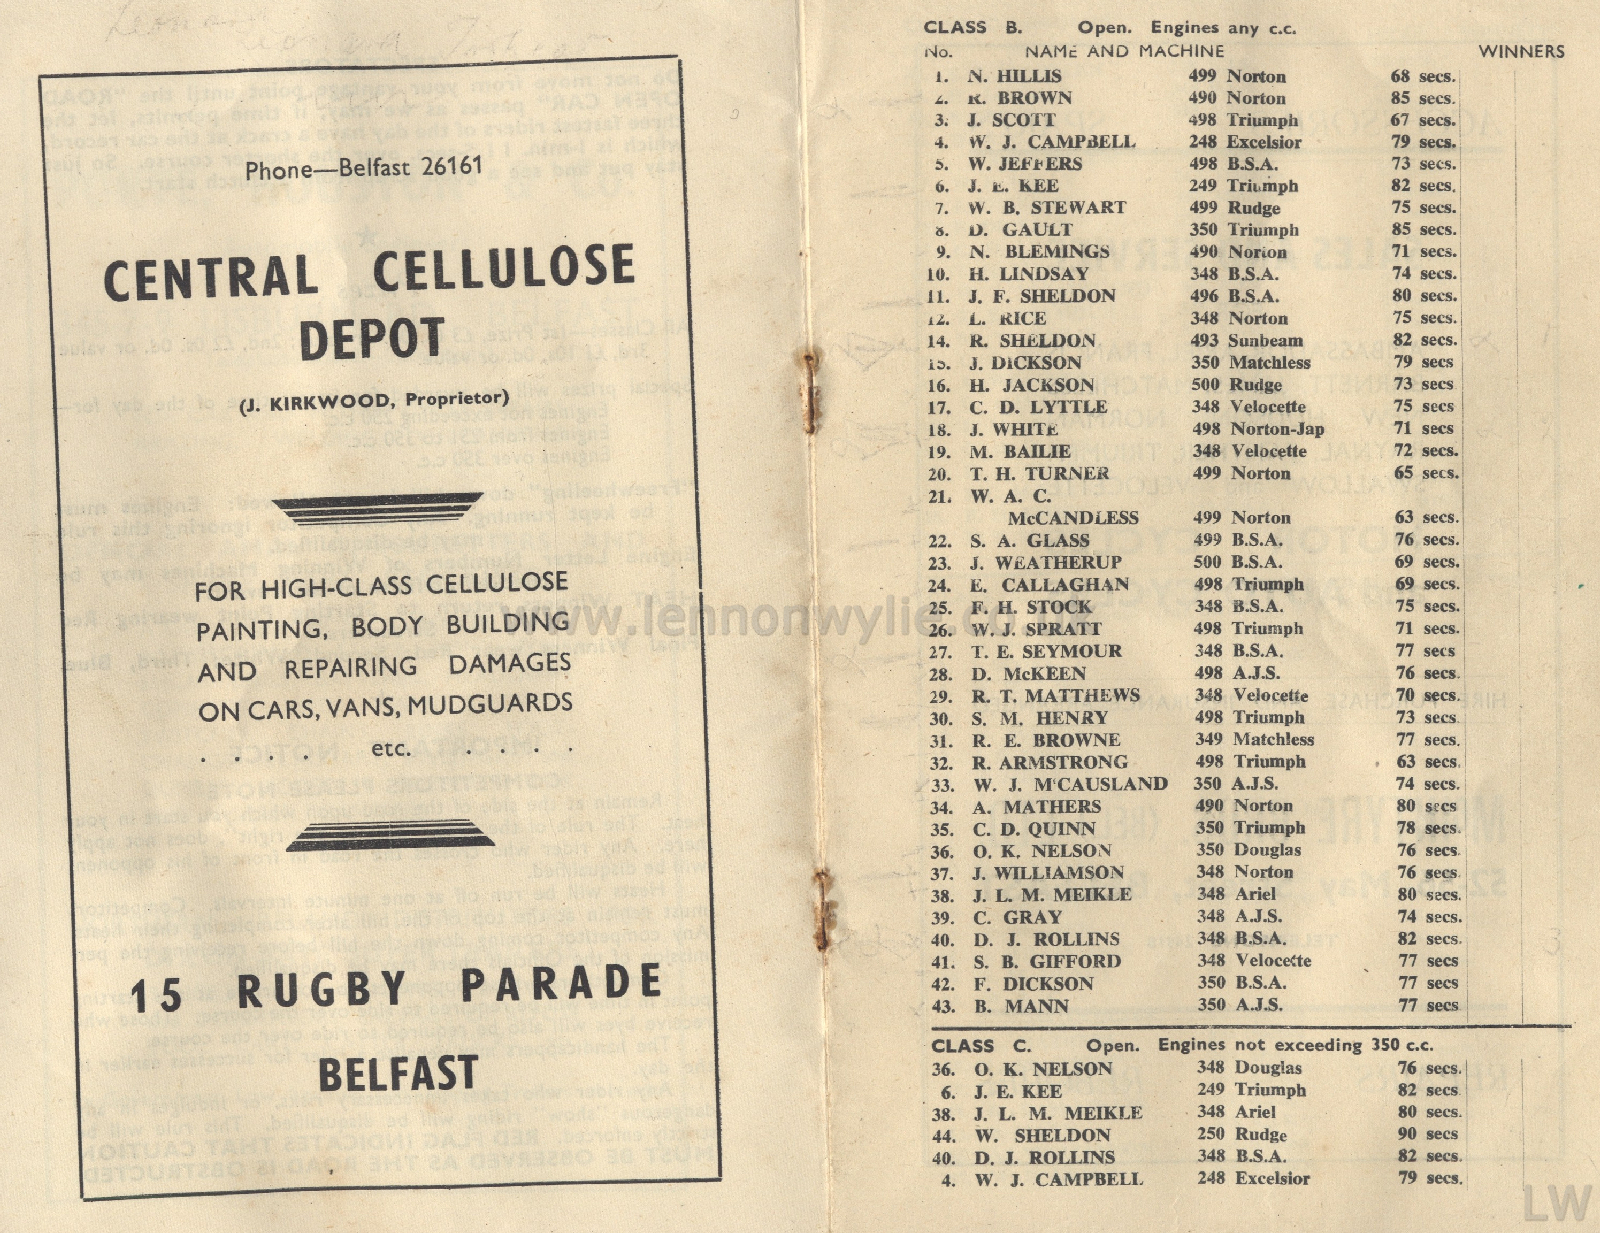 Phone—Belfast 26161
CENTRAL CELLULOSE
DEPOT
(J. KIRKWOOD, Proprietor)
FOR HIGH-CLASS CELLULOSE
PAINTING, BODY BUILDING
AND REPAIRING DAMAGES
ON CARS, VANS, MUDGUARDS
. . . . . etc. . . . .
15 RUGBY PARADE
BELFAST
CLASS B. Open. Engines any c.c.
No. NAME AND MACHINE WINNERS
1. N. HILLIS 499 Norton 68 secs.
2. R. BROWN 490 Norton 85 secs.
3. J. SCOTT 498 Triumph 67 secs.
4. W. J. CAMPBELL 248 Excelsior 79 secs.
5. W. JEFFERS 498 B.S.A. 73 secs.
6. J. E. KEE 249 Triumph 82 secs.
7. W. B. STEWART 499 Rudge 75 secs.
8. D. GAULT 350 Triumph 85 secs.
9. N. BLEMINGS 490 Norton 71 secs.
10. H. LINDSAY 348 B.S.A. 74 secs.
11. J. F. SHELDON 496 B.S.A. 80 secs.
12. L. RICE 348 Norton 75 secs.
14. R. SHELDON 493 Sunbeam 82 secs.
15. J. DICKSON 350 Matchless 79 secs
16. H. JACKSON 500 Rudge 73 secs
17. C. D. LYTTLE 348 Velocette 75 secs
18. J. WHITE 498 Norton-Jap 71 secs
19. M. BAILIE 348 Velocette 72 secs.
20. T. H. TURNER 499 Norton 65 secs.
21. W. A. C.
McCANDLESS 499 Norton 63 secs.
22. S. A. GLASS 499 B.S.A. 76 secs.
23. J. WEATHERUP 500 B.S.A. 69 secs.
24. E. CALLAGHAN 498 Triumph 69 secs.
25. F. H. STOCK 348 B.S.A. 75 secs.
26. W. J. SPRATT 498 Triumph 71 secs.
27. T. E. SEYMOUR 348 B.S.A. 77 secs
28. D. McKEEN 498 A.J.S. 76 secs.
29. R. T. MATTHEWS 348 Velocette 70 secs.
30. S. M. HENRY 498 Triumph 73 secs.
31. R. E. BROWNE 349 Matchless 77 secs.
32. R. ARMSTRONG 498 Triumph 63 secs.
33. W. J. M'CAUSLAND 350 A.J.S. 74 secs.
34. A. MATHERS 490 Norton 80 secs
35. C. D. QUINN 350 Triumph 78 secs.
36. O. K. NELSON 350 Douglas 76 secs.
37. J. WILLIAMSON 348 Norton 76 secs.
38. J. L. M. MEIKLE 348 Ariel 80 secs.
39. C. GRAY 348 A.J.S. 74 secs.
40. D. J. ROLLINS 348 B.S.A. 82 secs.
41. S. B. GIFFORD 348 Velocette 77 secs
42. F. DICKSON 350 B.S.A. 77 secs
43. B. MANN 350 A.J.S. 77 secs
CLASS C. Open. Engines not exceeding 350 c.c.
36. O. K. NELSON 348 Douglas 76 secs.
6. J. E. KEE 249 Triumph 82 secs.
38. J. L. M. MEIKLE 348 Ariel 80 secs.
44. W. SHELDON 250 Rudge 90 secs
40. D. J. ROLLINS 348 B.S.A. 82 secs.
4. W. J. CAMPBELL 248 Excelsior 79 secs.
LW